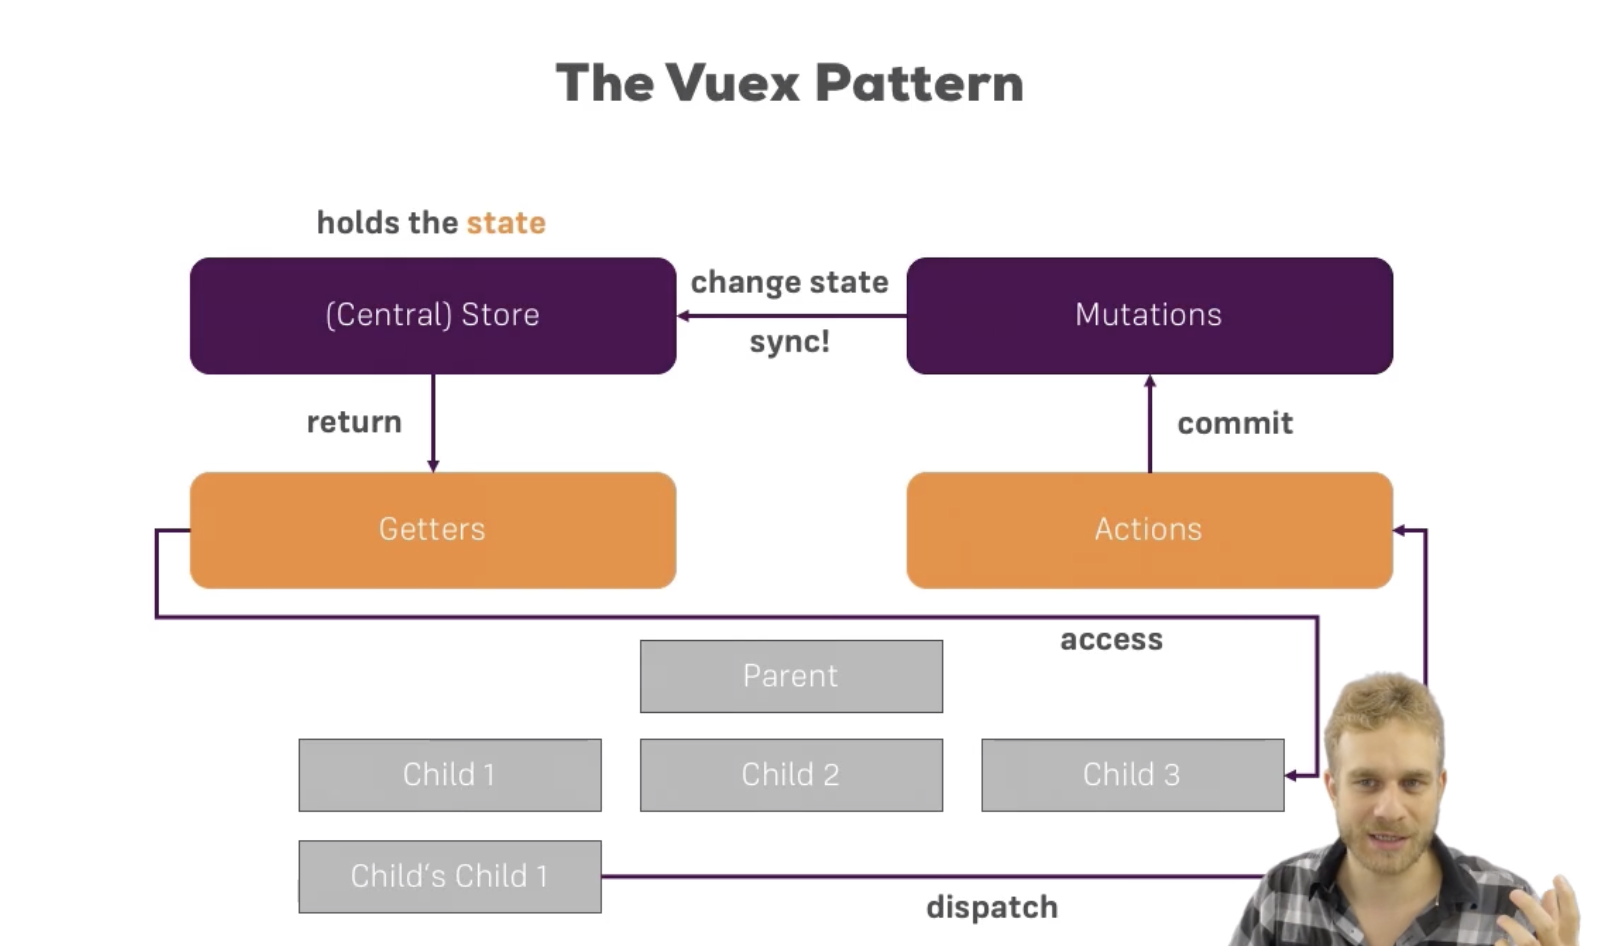 The Vuex Pattern
holds the state
(Central) Store
change state
sync!
Mutations
return
commit
Getters
Actions
access
Parent
Child 1
Child 2
Child 3
Child’s Child 1
dispatch